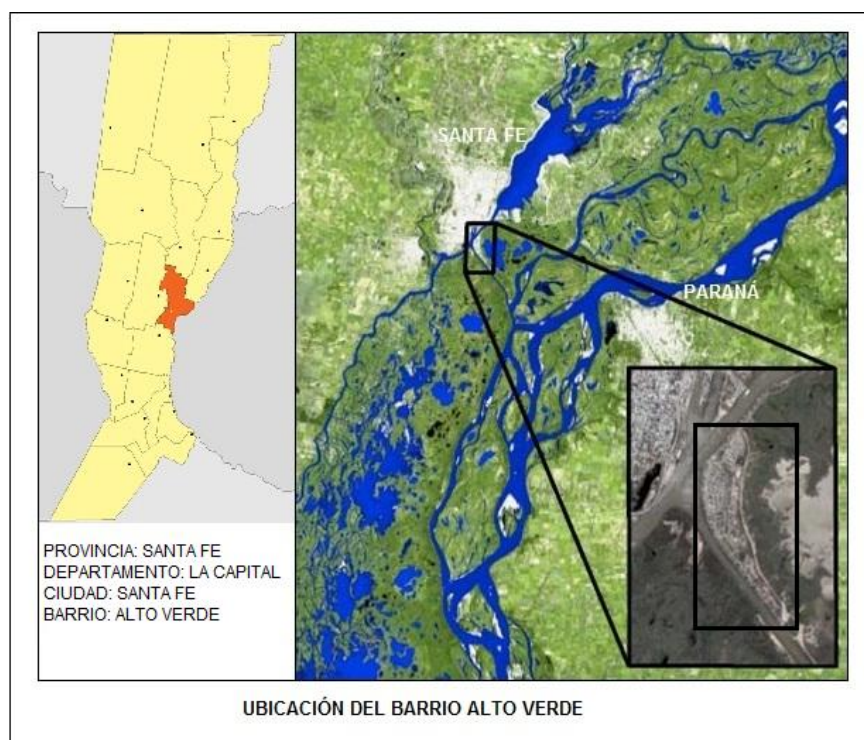 SANTA FE
PARANÁ
PROVINCIA: SANTA FE
DEPARTAMENTO: LA CAPITAL
CIUDAD: SANTA FE
BARRIO: ALTO VERDE
UBICACIÓN DEL BARRIO ALTO VERDE